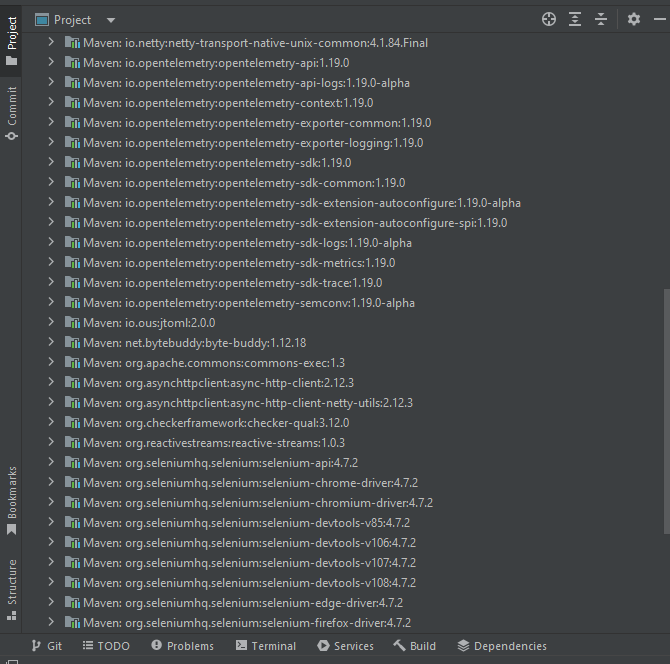 Project
Project
Commit
Bookmarks
Structure
Maven: io.netty:netty-transport-native-unix-common:4.1.84.Final
Maven: io.opentelemetry:opentelemetry-api:1.19.0
Maven: io.opentelemetry:opentelemetry-api-logs:1.19.0-alpha
Maven: io.opentelemetry:opentelemetry-context:1.19.0
Maven: io.opentelemetry:opentelemetry-exporter-common:1.19.0
Maven: io.opentelemetry:opentelemetry-exporter-logging:1.19.0
Maven: io.opentelemetry:opentelemetry-sdk:1.19.0
Maven: io.opentelemetry:opentelemetry-sdk-common:1.19.0
Maven: io.opentelemetry:opentelemetry-sdk-extension-autoconfigure:1.19.0-alpha
Maven: io.opentelemetry:opentelemetry-sdk-extension-autoconfigure-spi:1.19.0
Maven: io.opentelemetry:opentelemetry-sdk-logs:1.19.0-alpha
Maven: io.opentelemetry:opentelemetry-sdk-metrics:1.19.0
Maven: io.opentelemetry:opentelemetry-sdk-trace:1.19.0
Maven: io.opentelemetry:opentelemetry-semconv:1.19.0-alpha
Maven: io.ous:jtoml:2.0.0
Maven: net.bytebuddy:byte-buddy:1.12.18
Maven: org.apache.commons:commons-exec:1.3
Maven: org.asynchttpclient:async-http-client:2.12.3
Maven: org.asynchttpclient:async-http-client-netty-utils:2.12.3
Maven: org.checkerframework:checker-qual:3.12.0
Maven: org.reactivestreams:reactive-streams:1.0.3
Maven: org.seleniumhq.selenium:selenium-api:4.7.2
Maven: org.seleniumhq.selenium:selenium-chrome-driver:4.7.2
Maven: org.seleniumhq.selenium:selenium-chromium-driver:4.7.2
Maven: org.seleniumhq.selenium:selenium-devtools-v85:4.7.2
Maven: org.seleniumhq.selenium:selenium-devtools-v106:4.7.2
Maven: org.seleniumhq.selenium:selenium-devtools-v107:4.7.2
Maven: org.seleniumhq.selenium:selenium-devtools-v108:4.7.2
Maven: org.seleniumhq.selenium:selenium-edge-driver:4.7.2
Maven: org.seleniumhq.selenium:selenium-firefox-driver:4.7.2
Git TODO Problems Terminal Services Build Dependencies